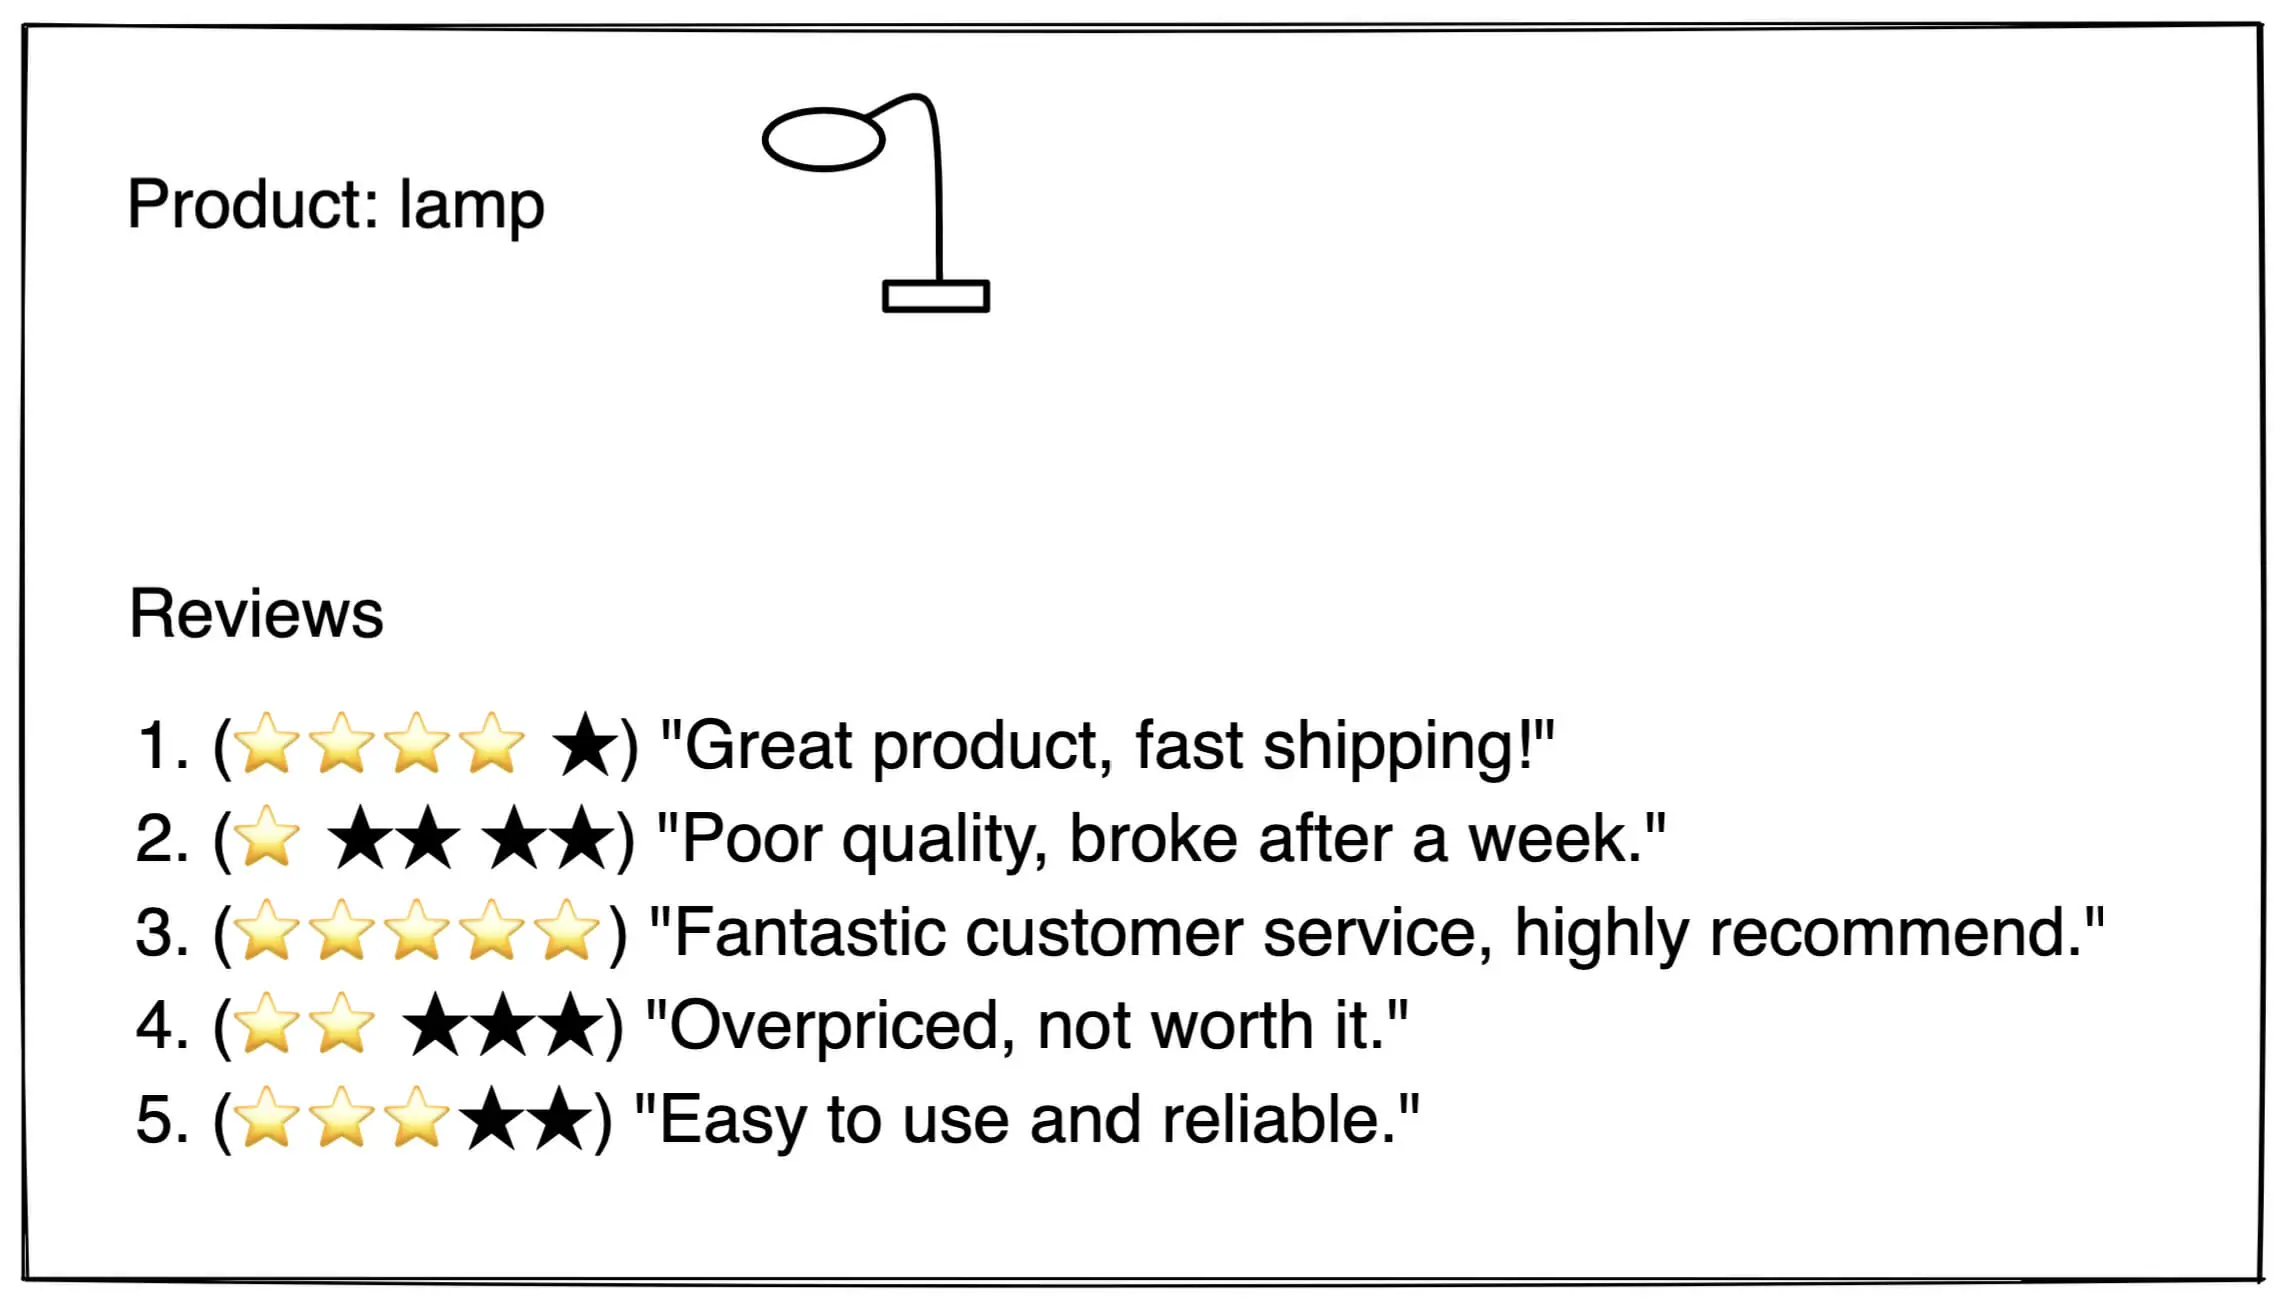 Product: lamp
Reviews
1. (⭐⭐⭐⭐ ★) "Great product, fast shipping!"
2. (⭐ ★★ ★★) "Poor quality, broke after a week."
3. (⭐⭐⭐⭐⭐) "Fantastic customer service, highly recommend."
4. (⭐⭐ ★★★) "Overpriced, not worth it."
5. (⭐⭐⭐★★) "Easy to use and reliable."